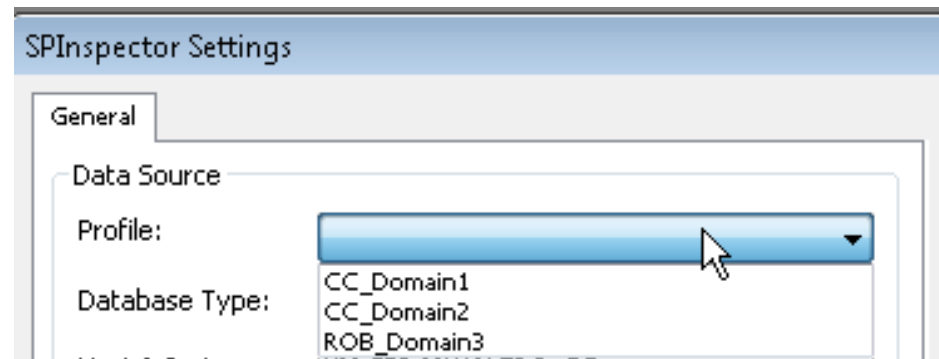 SPInspector Settings
General
Data Source
Profile:
CC_Domain1
Database Type:
CC_Domain2
ROB_Domain3